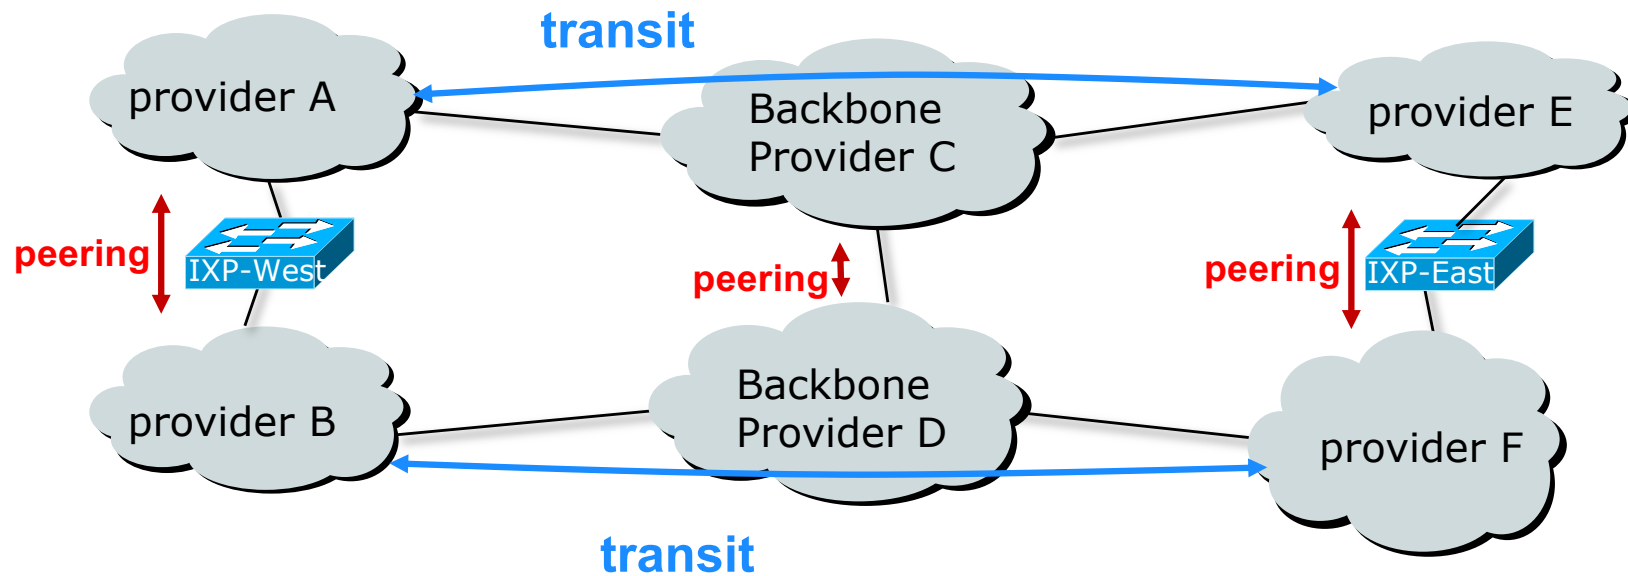 transit
provider A
Backbone
Provider C
provider E
peering
IXP-West
peering
peering
IXP-East
provider B
Backbone
Provider D
provider F
transit